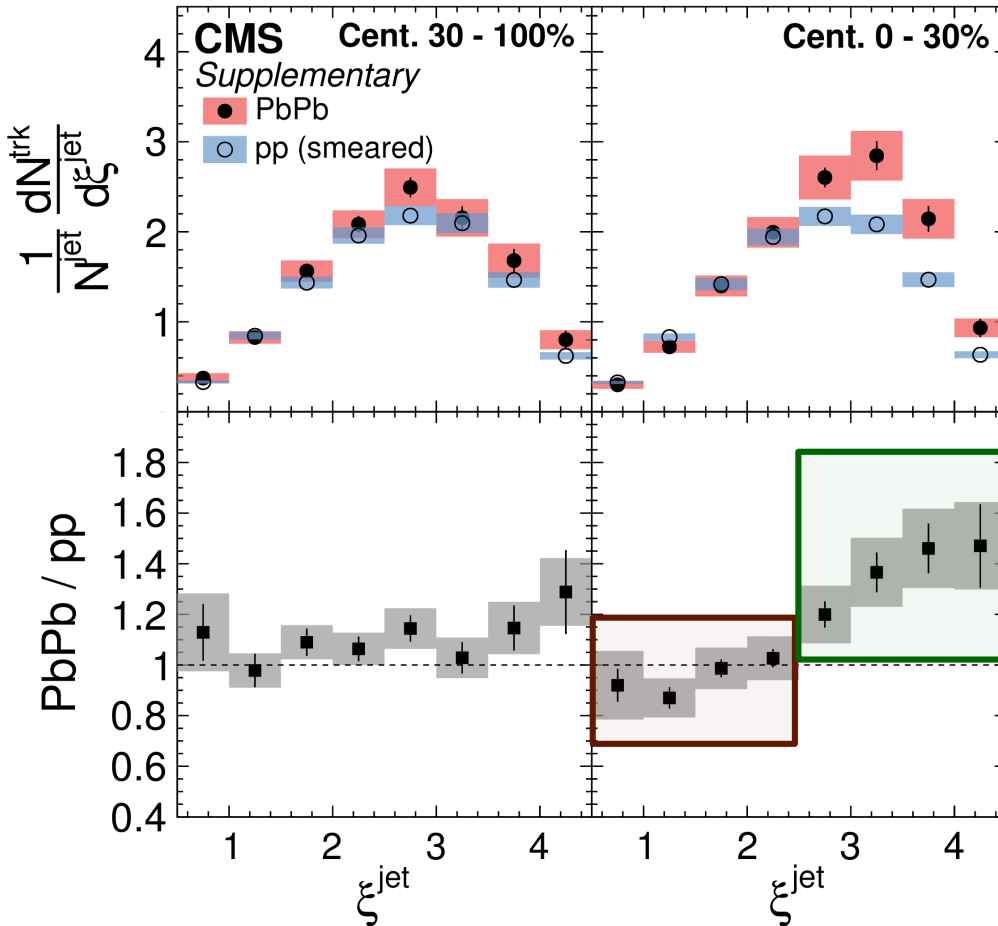 CMS
Supplementary
Cent. 30 - 100%
PbPb
pp (smeared)
Cent. 0 - 30%
1/N^jet dN^trk/dξ^jet
4
3
2
1
PbPb / pp
1.8
1.6
1.4
1.2
1
0.8
0.6
0.4
1 2 3 4
1 2 3 4
ξ^jet
ξ^jet